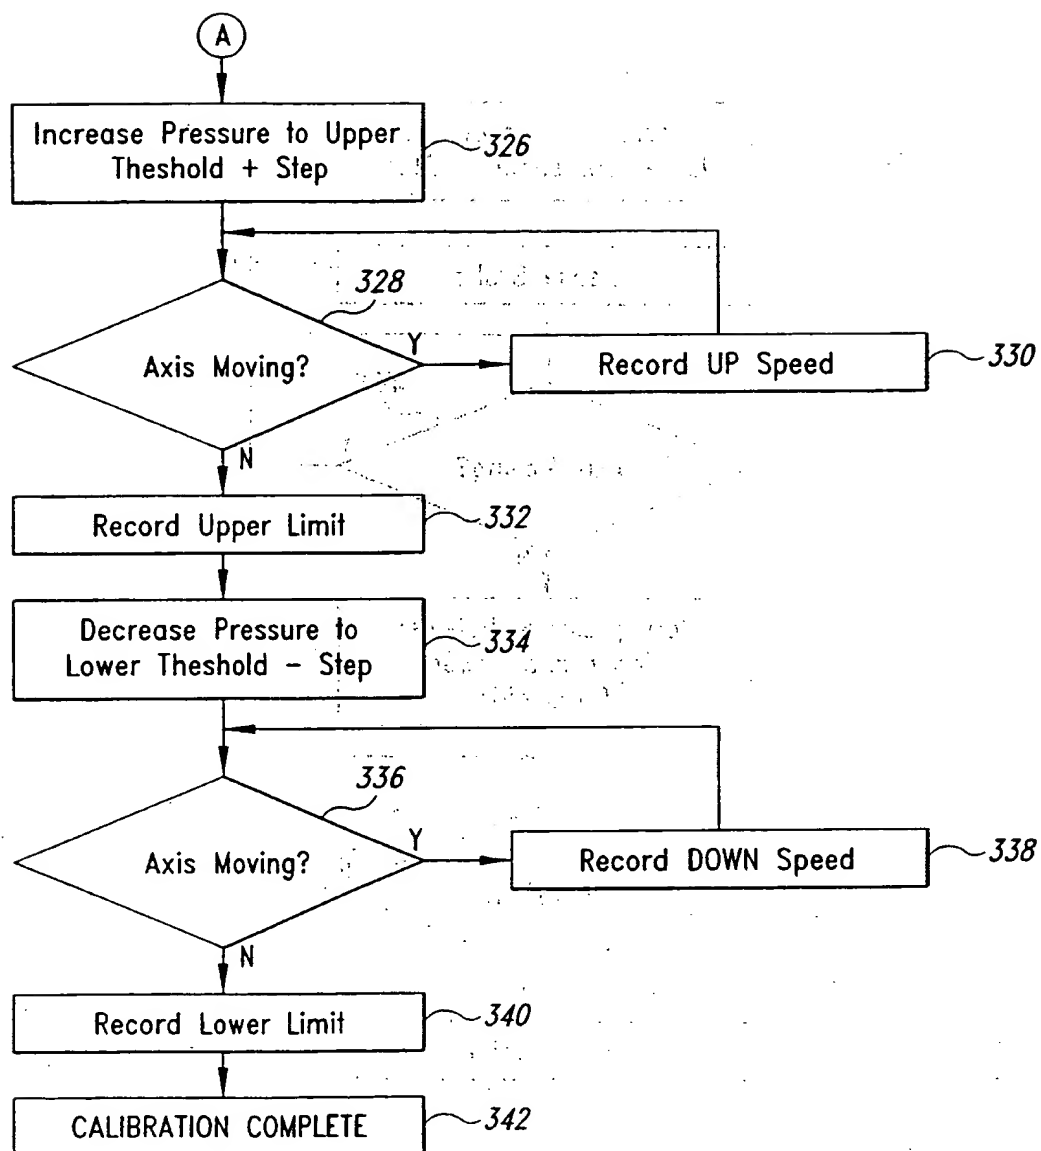 A
Increase Pressure to Upper
Theshold + Step
326
328
Axis Moving?
Y
Record UP Speed
330
N
Record Upper Limit
332
Decrease Pressure to
Lower Theshold - Step
334
336
Axis Moving?
Y
Record DOWN Speed
338
N
Record Lower Limit
340
CALIBRATION COMPLETE
342